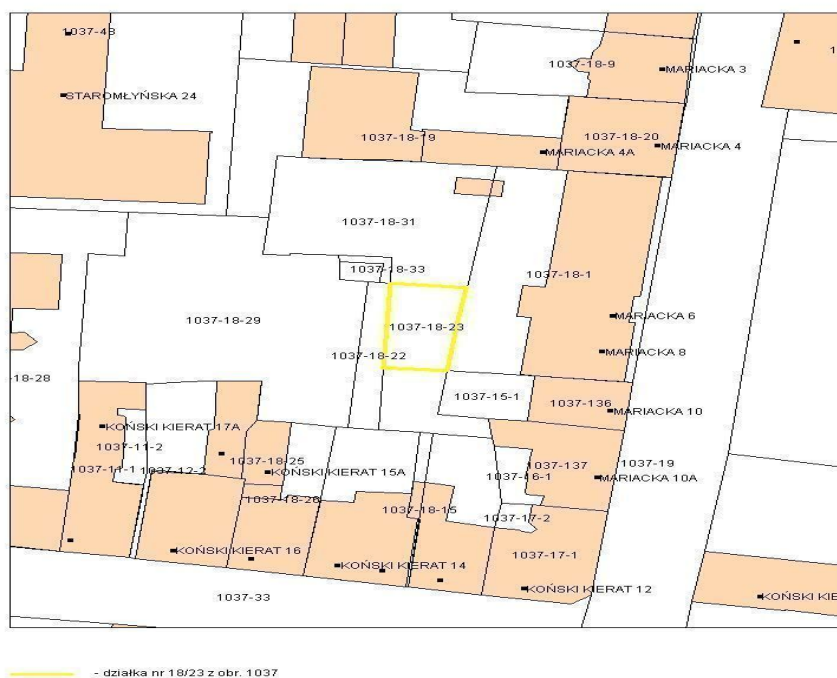 1037-48
1037-18-9
MARIACKA 3
STAROMŁYŃSKA 24
1037-18-19
1037-18-20
MARIACKA 4
MARIACKA 4A
1037-18-31
1037-18-33
1037-18-1
1037-18-29
1037-18-23
MARIACKA 6
1037-18-22
MARIACKA 8
-18-28
1037-15-1
1037-136
MARIACKA 10
KOŃSKI KIERAT 17A
1037-11-2
1037-11-1
1037-12-2
1037-18-25
KOŃSKI KIERAT 15A
1037-137
1037-19
1037-16-1
MARIACKA 10A
1037-18-26
1037-18-15
1037-17-2
KOŃSKI KIERAT 16
KOŃSKI KIERAT 14
1037-17-1
KOŃSKI KIERAT 12
1037-33
KOŃSKI KIE
- działka nr 18/23 z obr. 1037